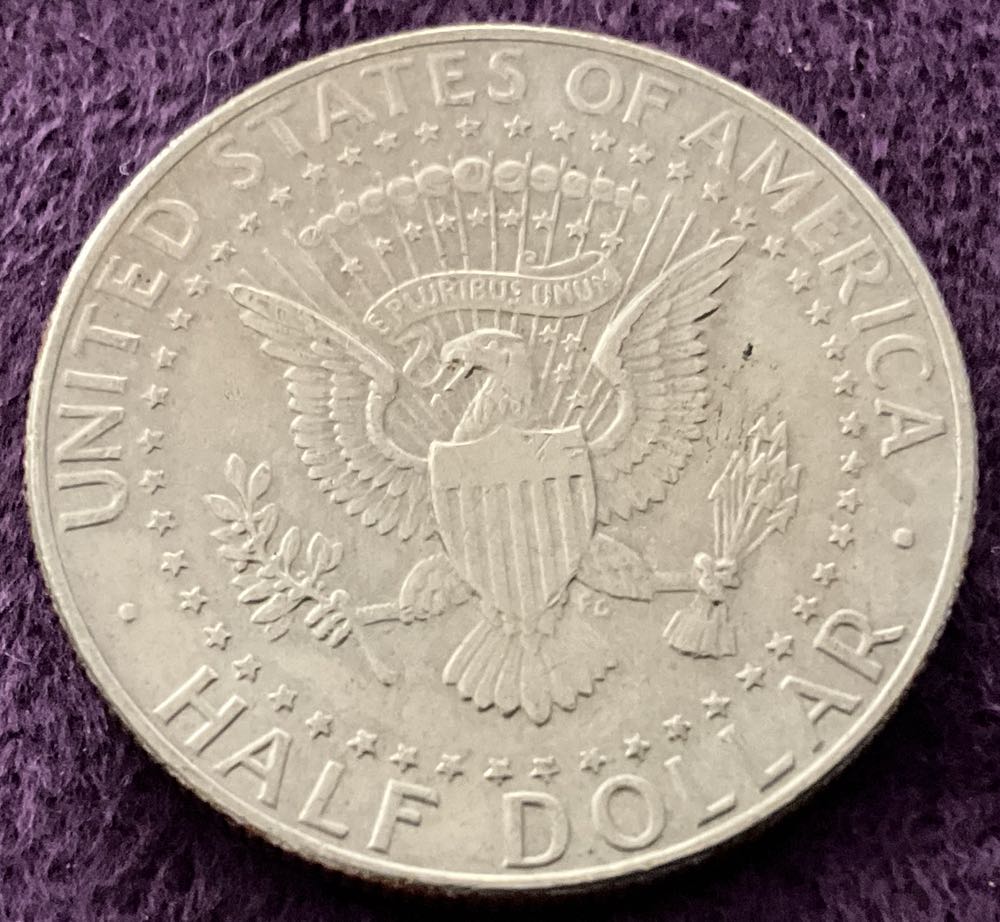 UNITED STATES OF AMERICA
E PLURIBUS UNUM
FG
HALF DOLLAR